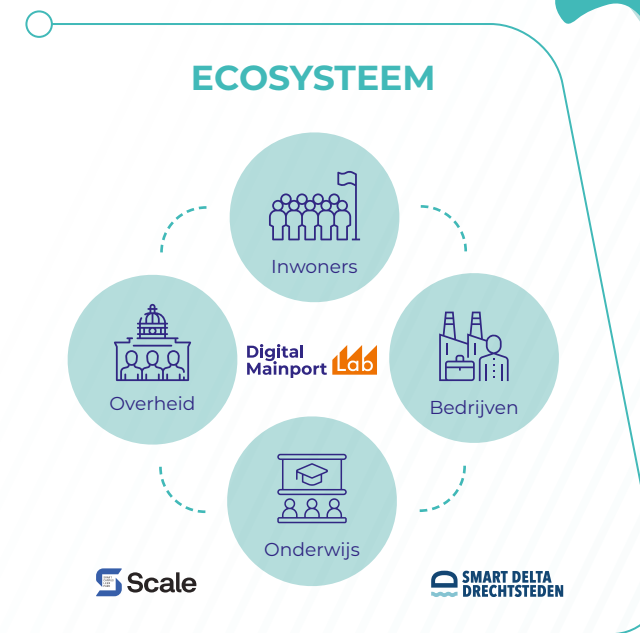 ECOSYSTEEM
Inwoners
Overheid
Digital
Mainport Lab
Bedrijven
Onderwijs
Scale
SMART DELTA
DRECHTSTEDEN